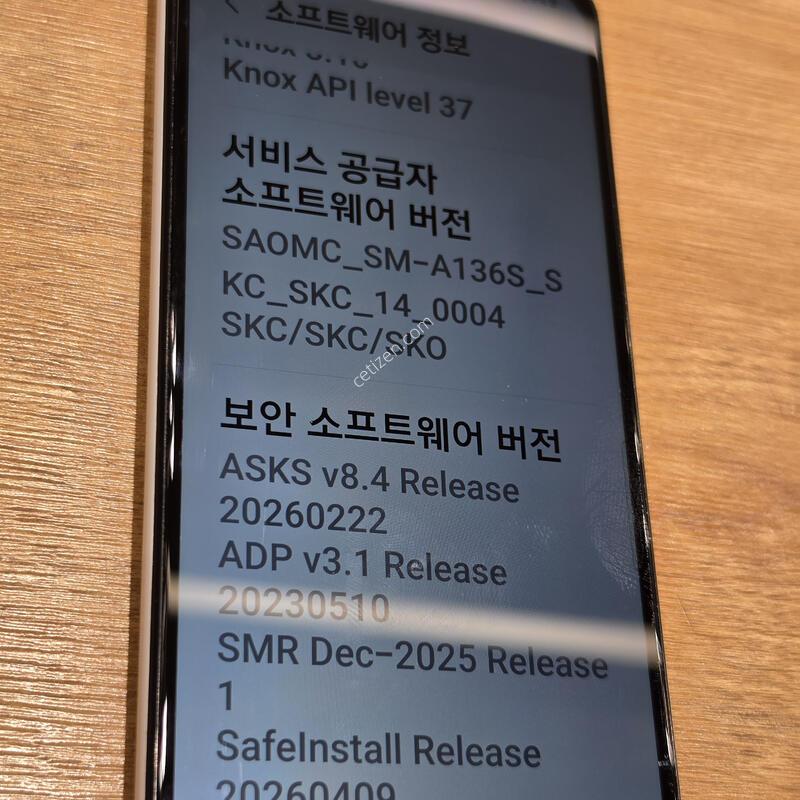 소프트웨어 정보
Knox API level 37
서비스 공급자
소프트웨어 버전
SAOMC_SM-A136S_S
KC_SKC_14_0004
SKC/SKC/SKO
cetizen.com
보안 소프트웨어 버전
ASKS v8.4 Release
20260222
ADP v3.1 Release
20230510
SMR Dec-2025 Release
1
SafeInstall Release
20260409